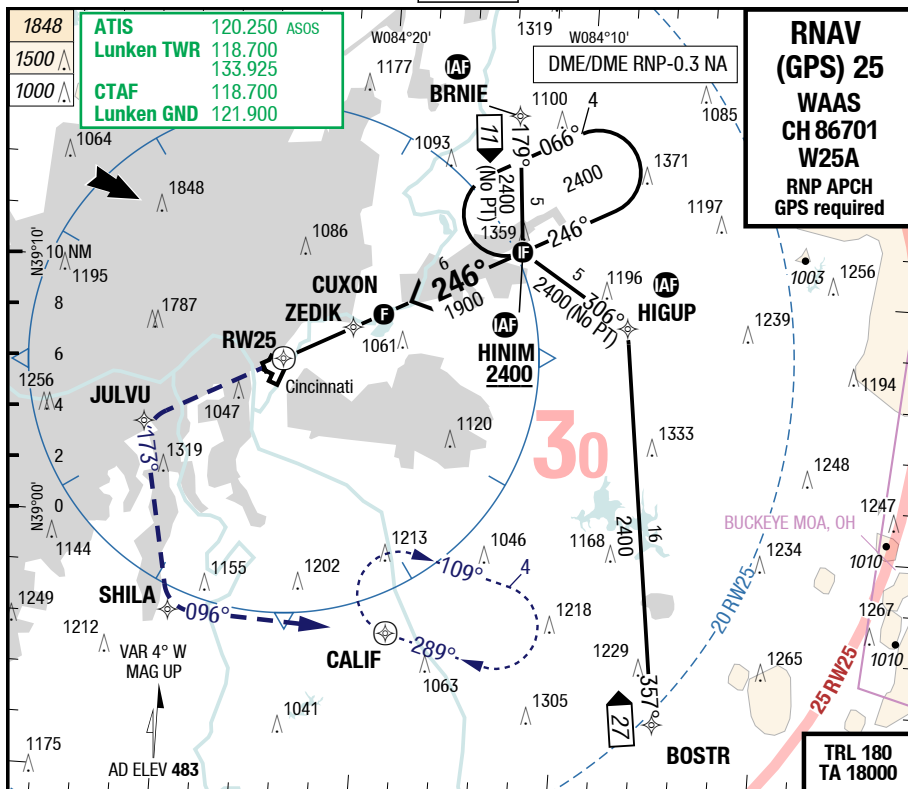 1848
1500
1000
ATIS 120.250 ASOS
Lunken TWR 118.700
133.925
CTAF 118.700
Lunken GND 121.900
W084°20'
W084°10'
1319
DME/DME RNP-0.3 NA
RNAV
(GPS) 25
WAAS
CH 86701
W25A
RNP APCH
GPS required
1177
IAF
BRNIE
1100
4
1085
1064
1093
11
179°
066°
2400
1371
1848
2400
(No PT)
5
1197
1359
246°
1086
IF
N39°10'
10 NM
1195
6
246°
1900
5
2400 (No PT)
306°
1196
IAF
HIGUP
1003
1256
CUXON
ZEDIK
F
8
1787
1061
IAF
HINIM
2400
1239
RW25
6
Cincinnati
1256
1194
4
JULVU
1047
1120
30
173°
1319
1333
2
1248
N39°00'
0
2400
16
1247
BUCKEYE MOA, OH
1144
1213
1046
1168
1234
1010
1155
1202
109°
4
1249
SHILA
096°
1218
20 RW25
1267
1212
VAR 4° W
MAG UP
CALIF
289°
1063
1229
1265
1010
25 RW25
1305
357°
27
1041
BOSTR
1175
AD ELEV 483
TRL 180
TA 18000